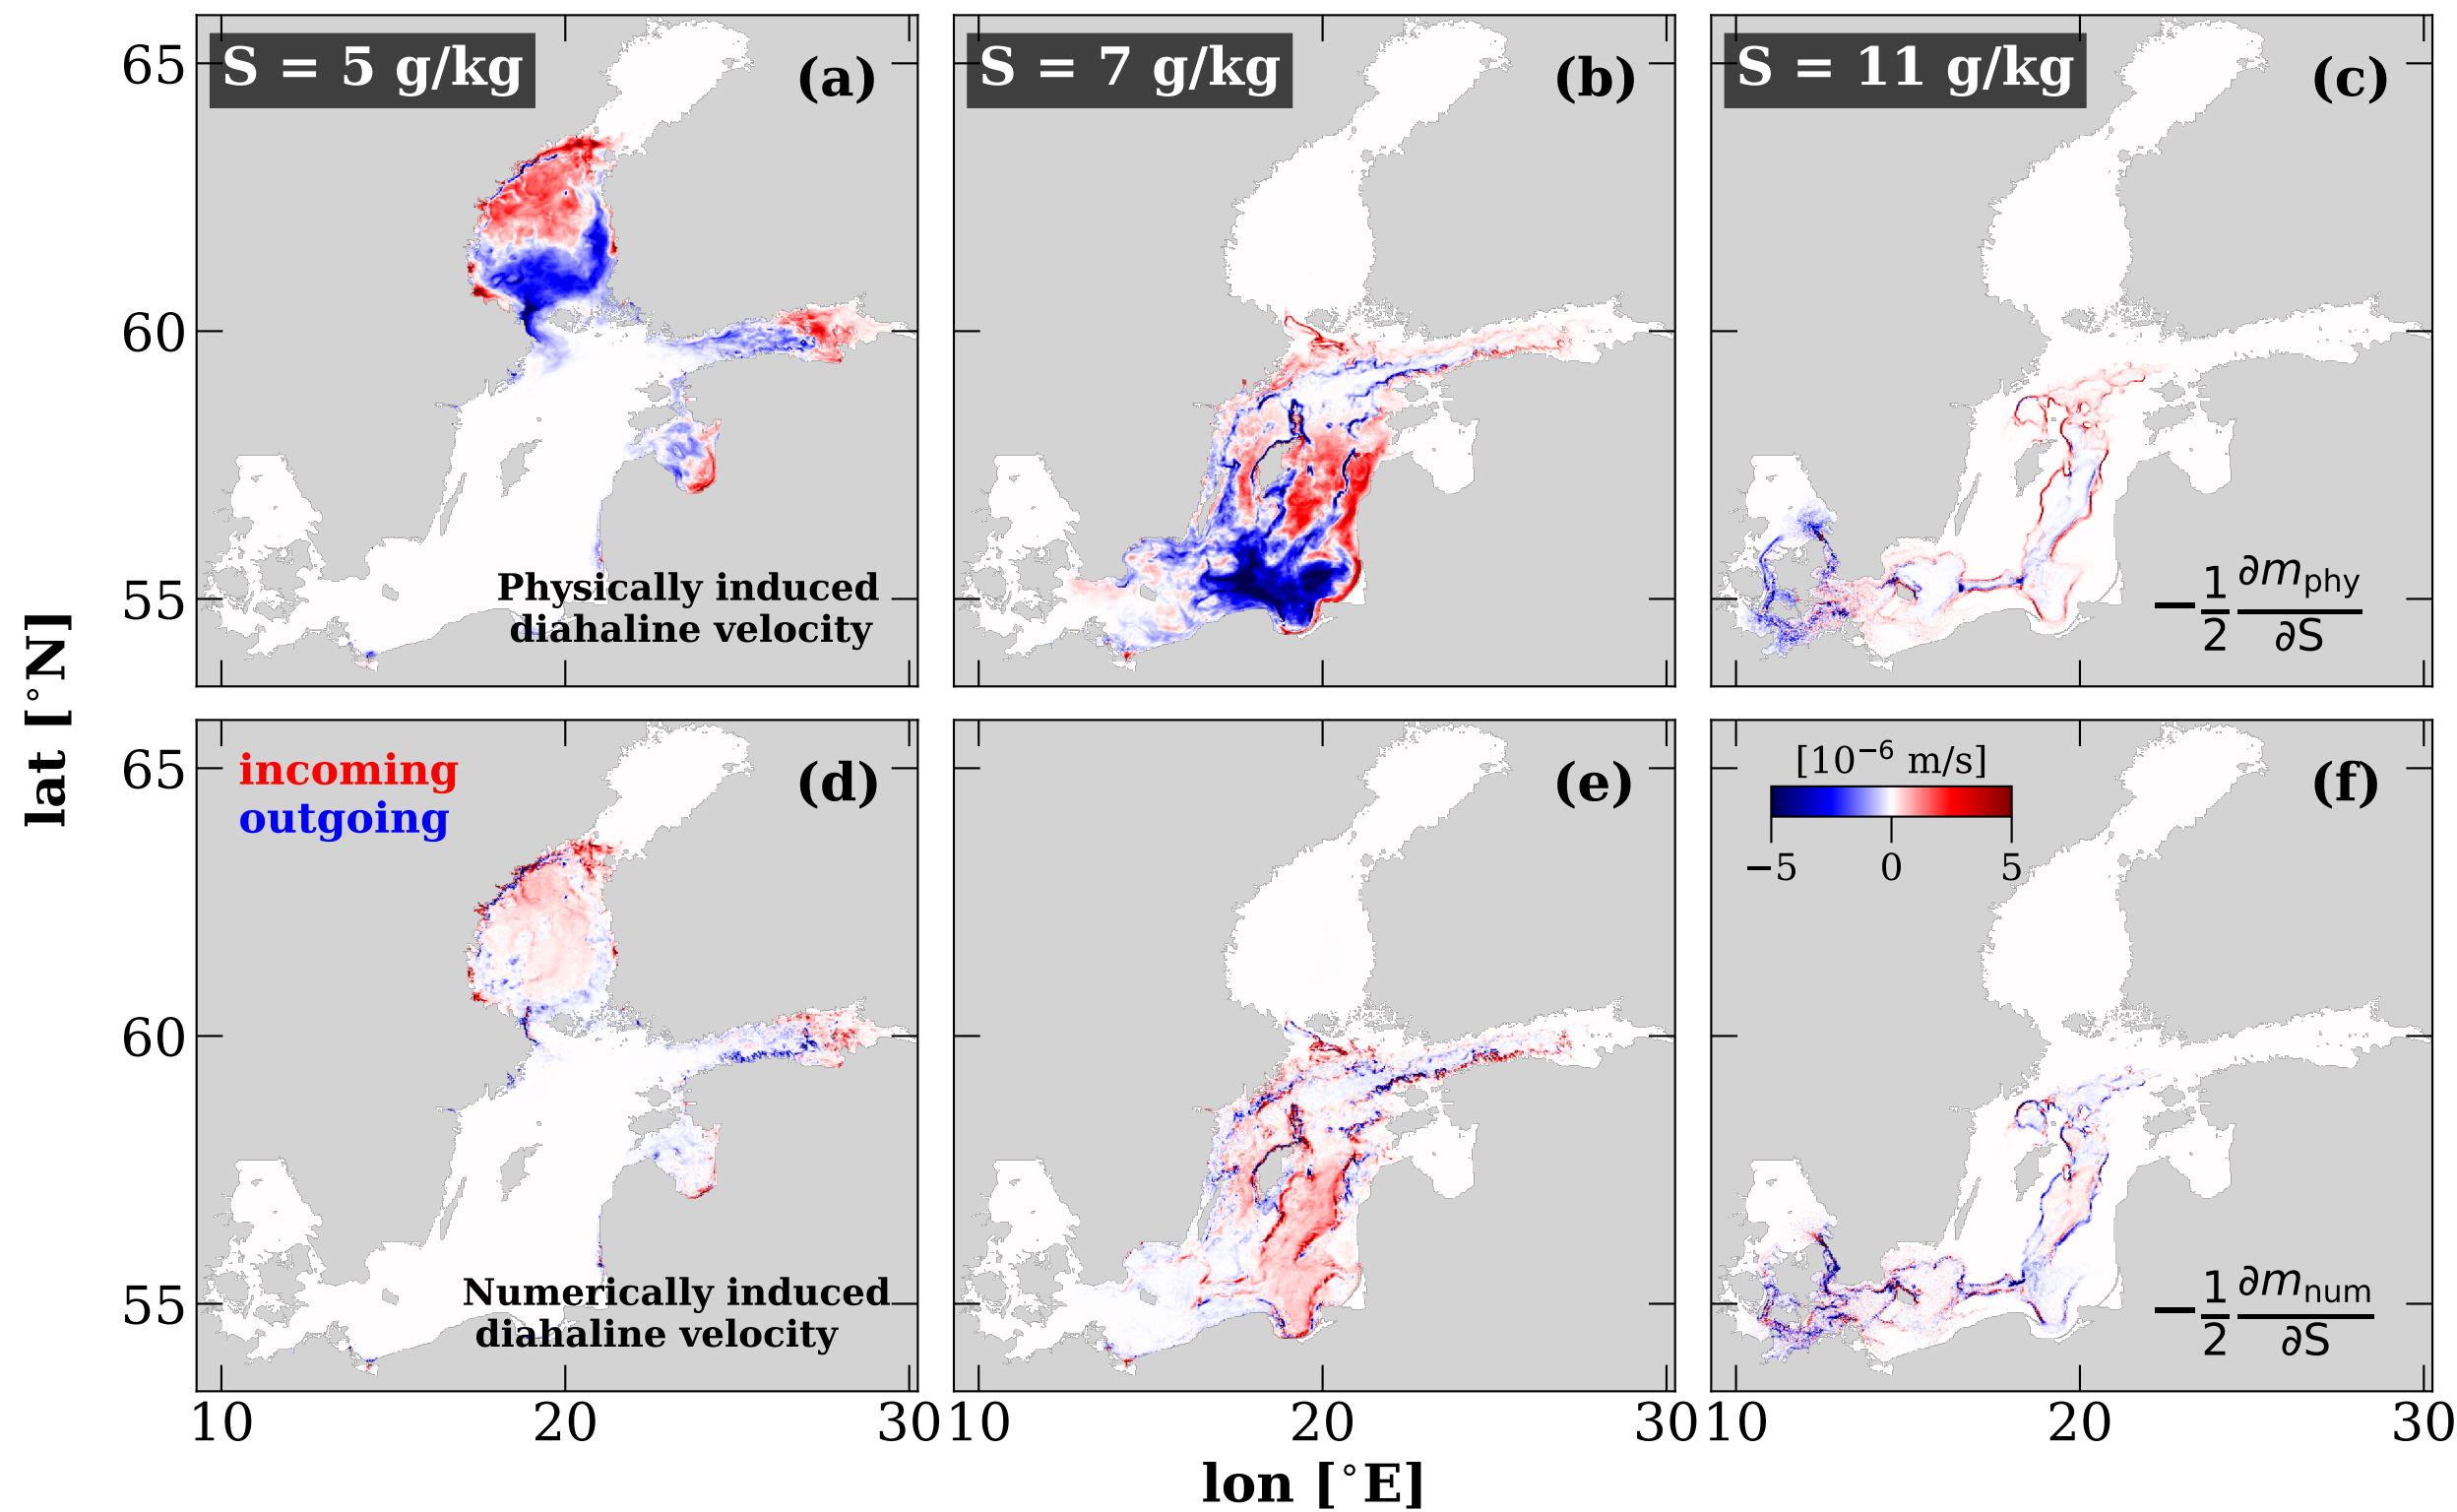 S = 5 g/kg
(a)
S = 7 g/kg
(b)
S = 11 g/kg
(c)
65
60
55
Physically induced
diahaline velocity
−1/2 ∂m_phy/∂S
lat [°N]
incoming
outgoing
(d)
(e)
[10⁻⁶ m/s]
(f)
−5 0 5
65
60
55
Numerically induced
diahaline velocity
−1/2 ∂m_num/∂S
10 20 30 10 20 30 10 20 30
lon [°E]